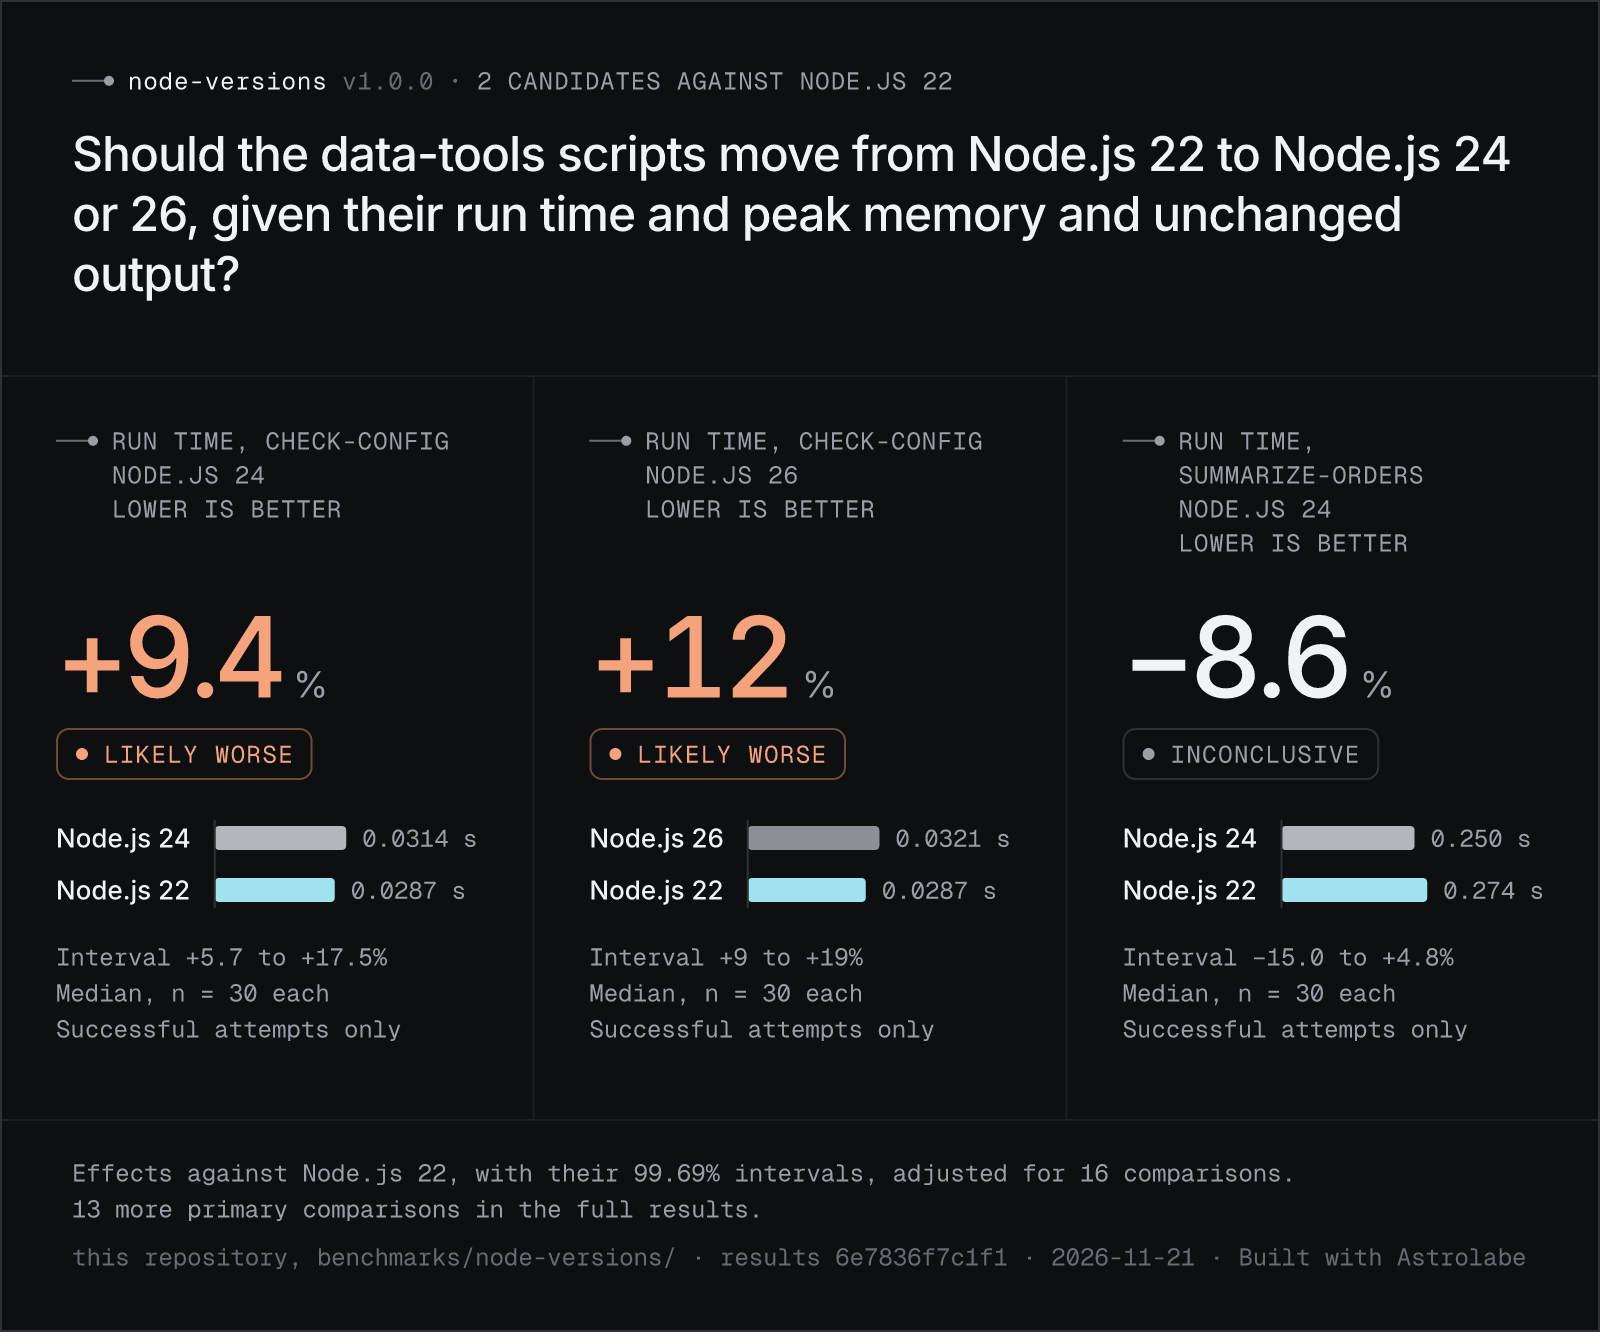 node-versions v1.0.0 · 2 CANDIDATES AGAINST NODE.JS 22
Should the data-tools scripts move from Node.js 22 to Node.js 24
or 26, given their run time and peak memory and unchanged
output?
RUN TIME, CHECK-CONFIG
NODE.JS 24
LOWER IS BETTER
+9.4 %
LIKELY WORSE
Node.js 24 0.0314 s
Node.js 22 0.0287 s
Interval +5.7 to +17.5%
Median, n = 30 each
Successful attempts only
RUN TIME, CHECK-CONFIG
NODE.JS 26
LOWER IS BETTER
+12 %
LIKELY WORSE
Node.js 26 0.0321 s
Node.js 22 0.0287 s
Interval +9 to +19%
Median, n = 30 each
Successful attempts only
RUN TIME,
SUMMARIZE-ORDERS
NODE.JS 24
LOWER IS BETTER
−8.6 %
INCONCLUSIVE
Node.js 24 0.250 s
Node.js 22 0.274 s
Interval −15.0 to +4.8%
Median, n = 30 each
Successful attempts only
Effects against Node.js 22, with their 99.69% intervals, adjusted for 16 comparisons.
13 more primary comparisons in the full results.
this repository, benchmarks/node-versions/ · results 6e7836f7c1f1 · 2026-11-21 · Built with Astrolabe